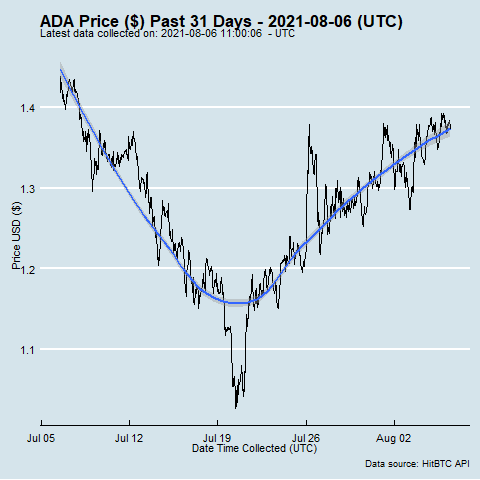 ADA Price ($) Past 31 Days - 2021-08-06 (UTC)
Latest data collected on: 2021-08-06 11:00:06 - UTC
1.4
1.3
1.2
1.1
Price USD ($)
Jul 05
Jul 12
Jul 19
Jul 26
Aug 02
Date Time Collected (UTC)
Data source: HitBTC API